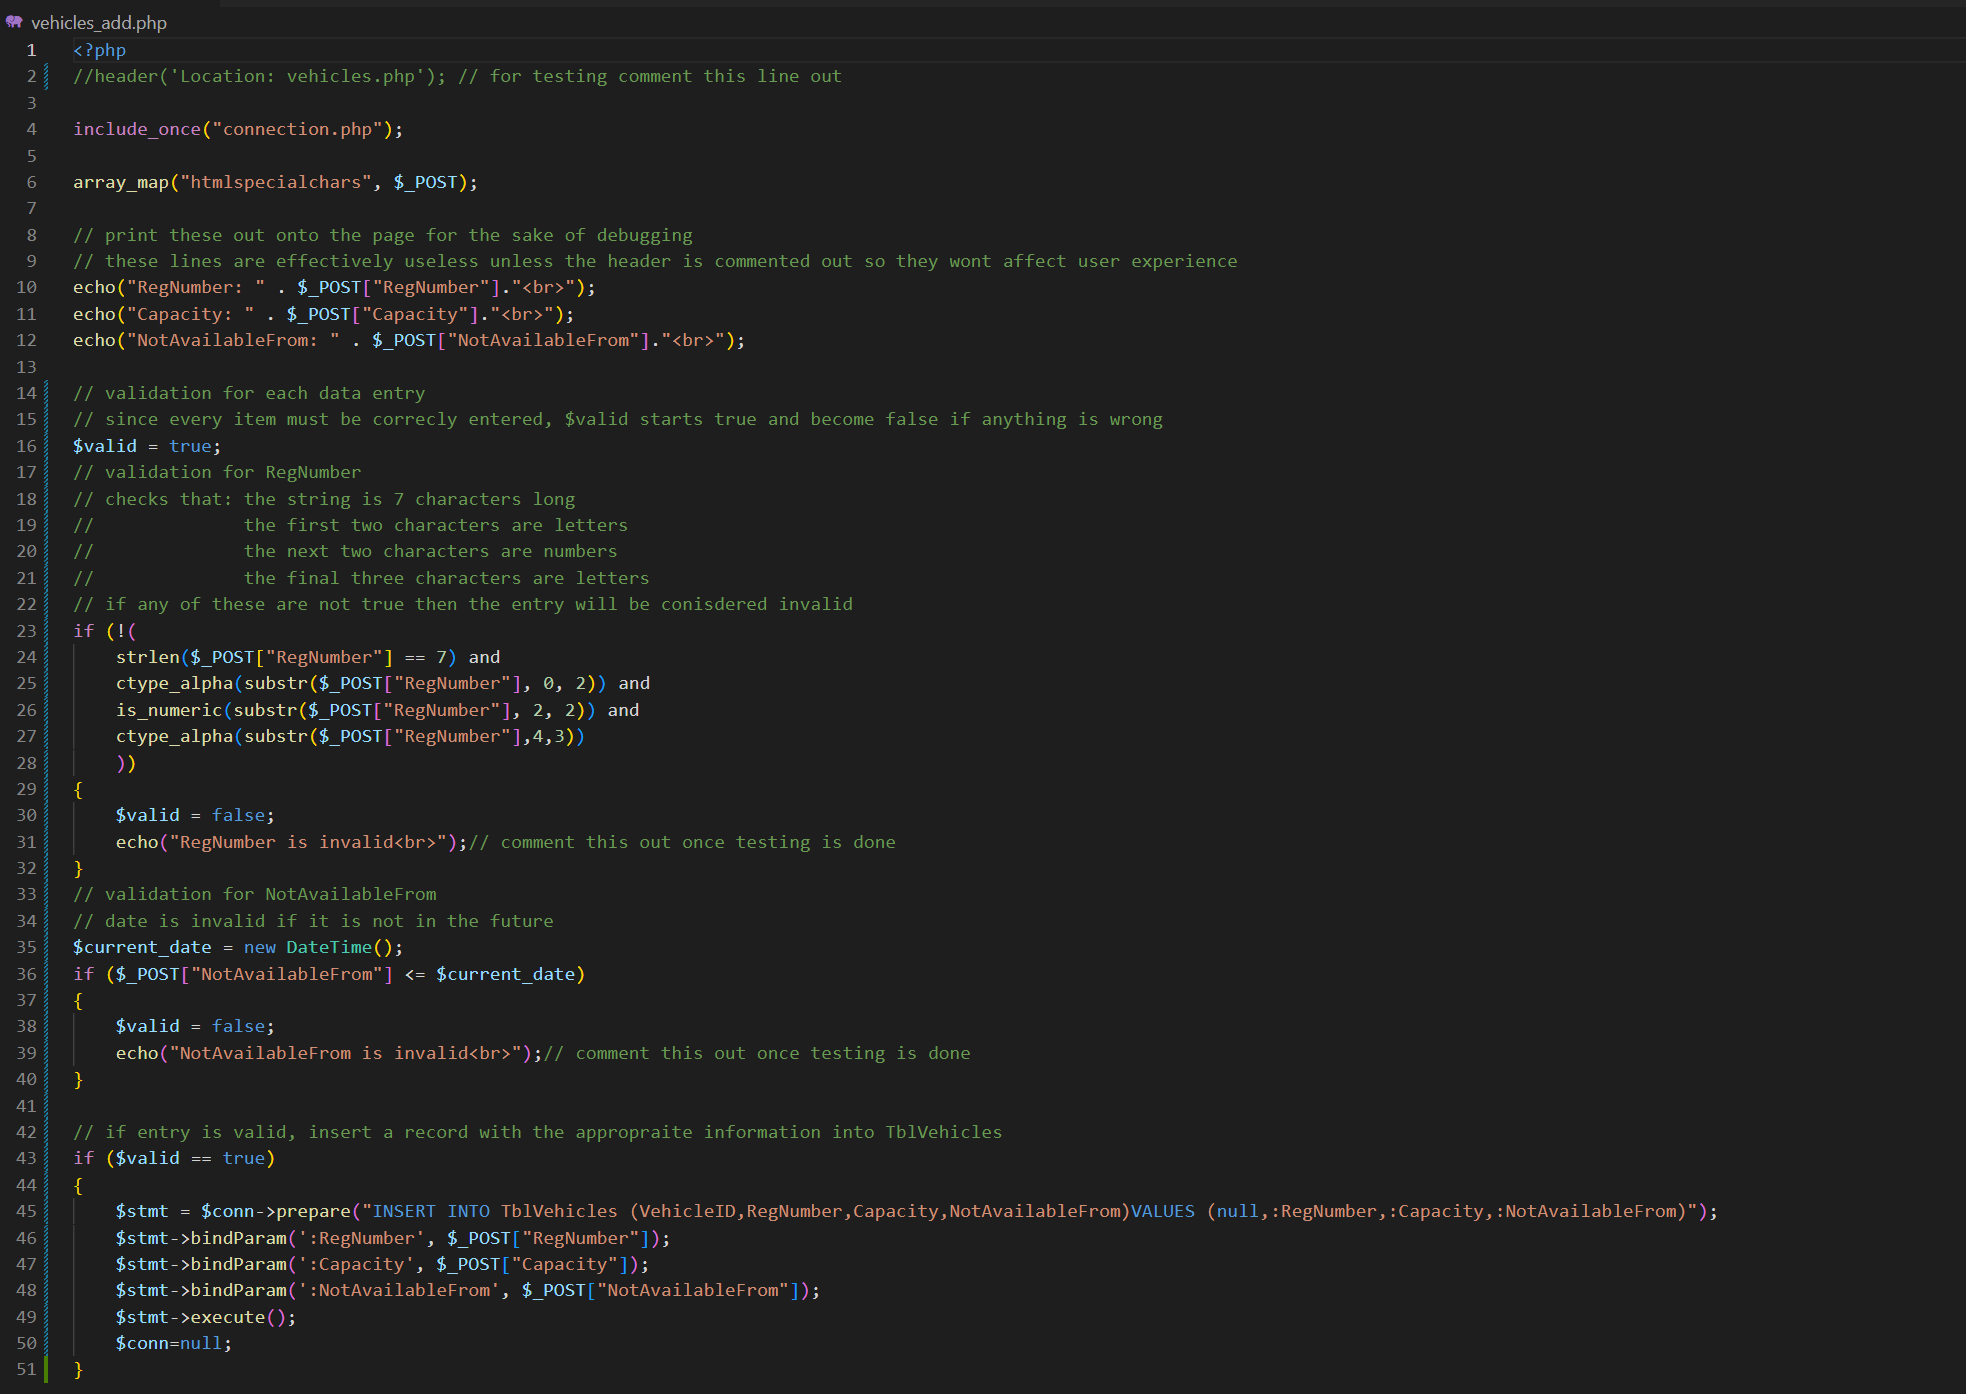 vehicles_add.php
1 <?php
2 //header('Location: vehicles.php'); // for testing comment this line out
3
4 include_once("connection.php");
5
6 array_map("htmlspecialchars", $_POST);
7
8 // print these out onto the page for the sake of debugging
9 // these lines are effectively useless unless the header is commented out so they wont affect user experience
10 echo("RegNumber: " . $_POST["RegNumber"]."<br>");
11 echo("Capacity: " . $_POST["Capacity"]."<br>");
12 echo("NotAvailableFrom: " . $_POST["NotAvailableFrom"]."<br>");
13
14 // validation for each data entry
15 // since every item must be correcly entered, $valid starts true and become false if anything is wrong
16 $valid = true;
17 // validation for RegNumber
18 // checks that: the string is 7 characters long
19 //              the first two characters are letters
20 //              the next two characters are numbers
21 //              the final three characters are letters
22 // if any of these are not true then the entry will be conisdered invalid
23 if (!(
24     strlen($_POST["RegNumber"] == 7) and
25     ctype_alpha(substr($_POST["RegNumber"], 0, 2)) and
26     is_numeric(substr($_POST["RegNumber"], 2, 2)) and
27     ctype_alpha(substr($_POST["RegNumber"],4,3))
28     ))
29 {
30     $valid = false;
31     echo("RegNumber is invalid<br>");// comment this out once testing is done
32 }
33 // validation for NotAvailableFrom
34 // date is invalid if it is not in the future
35 $current_date = new DateTime();
36 if ($_POST["NotAvailableFrom"] <= $current_date)
37 {
38     $valid = false;
39     echo("NotAvailableFrom is invalid<br>");// comment this out once testing is done
40 }
41
42 // if entry is valid, insert a record with the appropraite information into TblVehicles
43 if ($valid == true)
44 {
45     $stmt = $conn->prepare("INSERT INTO TblVehicles (VehicleID,RegNumber,Capacity,NotAvailableFrom)VALUES (null,:RegNumber,:Capacity,:NotAvailableFrom)");
46     $stmt->bindParam(':RegNumber', $_POST["RegNumber"]);
47     $stmt->bindParam(':Capacity', $_POST["Capacity"]);
48     $stmt->bindParam(':NotAvailableFrom', $_POST["NotAvailableFrom"]);
49     $stmt->execute();
50     $conn=null;
51 }